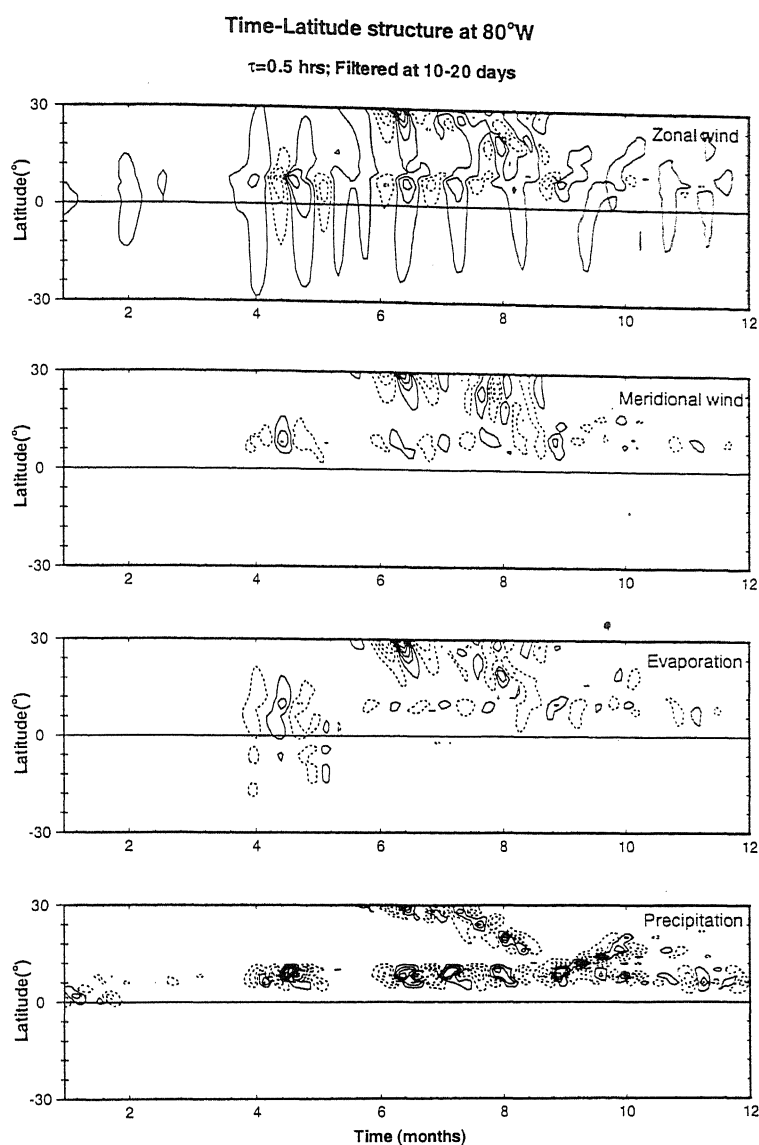 Time-Latitude structure at 80°W
τ=0.5 hrs; Filtered at 10-20 days
30
0
-30
Latitude(°)
Zonal wind
2 4 6 8 10 12
30
0
-30
Latitude(°)
Meridional wind
2 4 6 8 10 12
30
0
-30
Latitude(°)
Evaporation
2 4 6 8 10 12
30
0
-30
Latitude(°)
Precipitation
2 4 6 8 10 12
Time (months)